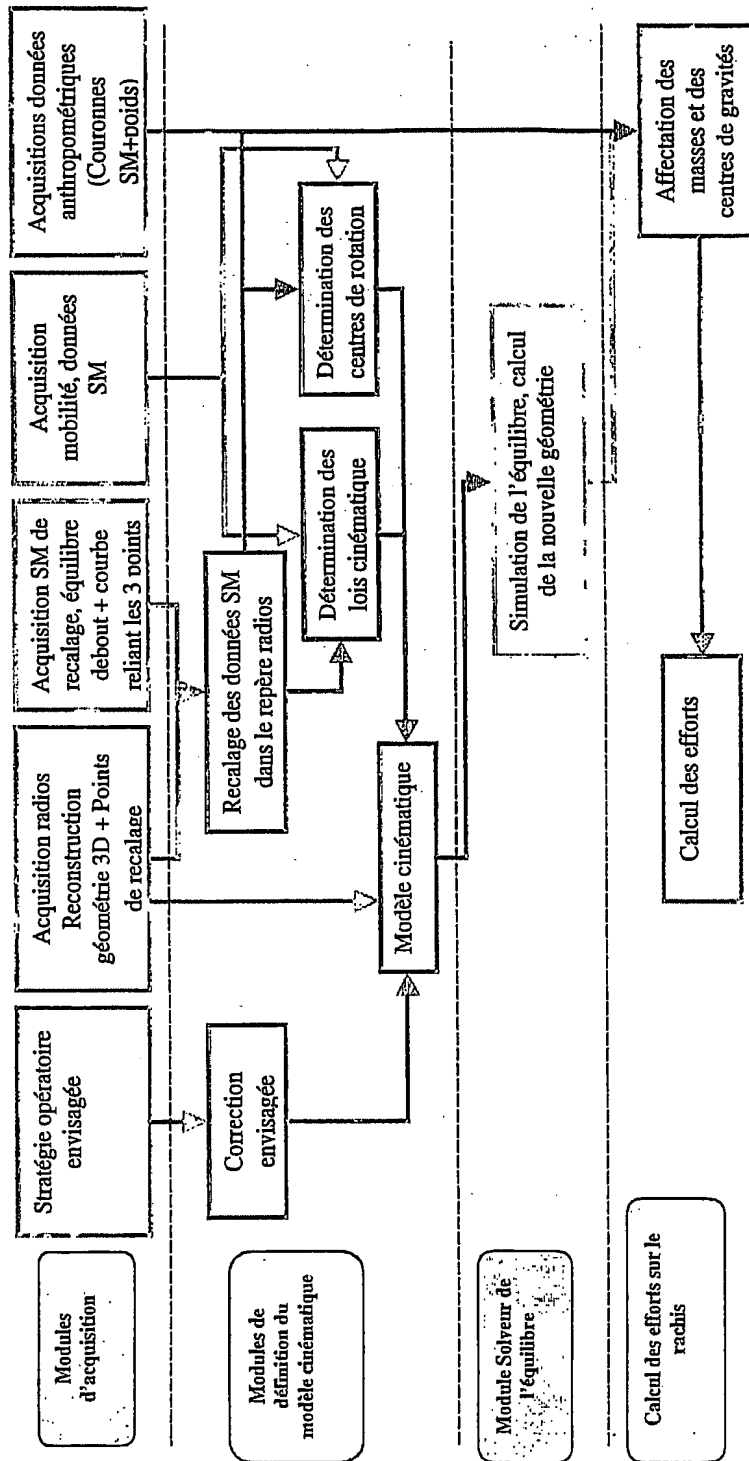 Modules
d'acquisition
Stratégie opératoire
envisagée
Acquisition radios
Reconstruction
géométrie 3D + Points
de recalage
Acquisition SM de
recalage, équilibre
debout + courbe
reliant les 3 points
Acquisition
mobilité, données
SM
Acquisitions données
anthropométriques
(Couronnes
SM+poids)
Modules de
définition du
modèle cinématique
Correction
envisagée
Recalage des données SM
dans le repère radios
Détermination des
lois cinématique
Détermination des
centres de rotation
Modèle cinématique
Module Solveur de
l'équilibre
Simulation de l'équilibre, calcul
de la nouvelle géométrie
Calcul des efforts sur le
rachis
Calcul des efforts
Affectation des
masses et des
centres de gravités